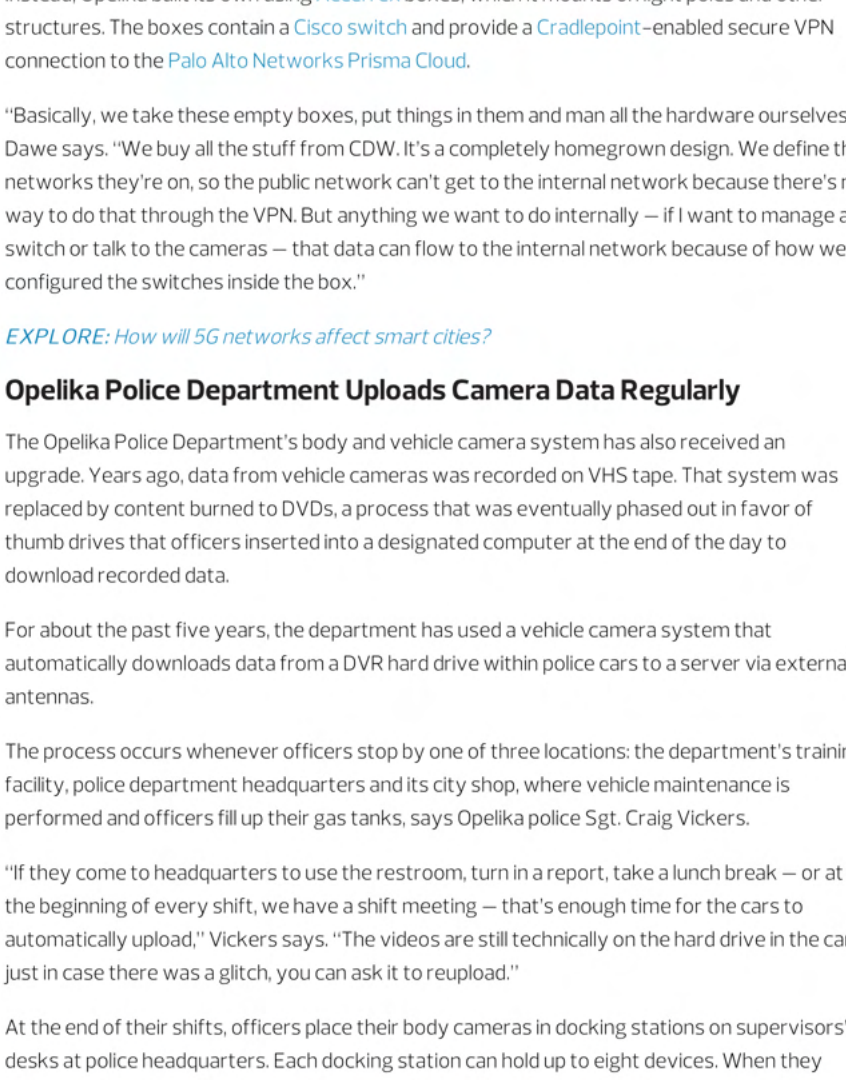 structures. The boxes contain a Cisco switch and provide a Cradlepoint-enabled secure VPN
connection to the Palo Alto Networks Prisma Cloud.
“Basically, we take these empty boxes, put things in them and man all the hardware ourselves
Dawe says. “We buy all the stuff from CDW. It's a completely homegrown design. We define
networks they're on, so the public network can't get to the internal network because there's
way to do that through the VPN. But anything we want to do internally — if I want to manage a
switch or talk to the cameras — that data can flow to the internal network because of how we
configured the switches inside the box.”
EXPLORE: How will 5G networks affect smart cities?
Opelika Police Department Uploads Camera Data Regularly
The Opelika Police Department's body and vehicle camera system has also received an
upgrade. Years ago, data from vehicle cameras was recorded on VHS tape. That system was
replaced by content burned to DVDs, a process that was eventually phased out in favor of
thumb drives that officers inserted into a designated computer at the end of the day to
download recorded data.
For about the past five years, the department has used a vehicle camera system that
automatically downloads data from a DVR hard drive within police cars to a server via externa
antennas.
The process occurs whenever officers stop by one of three locations: the department's trainin
facility, police department headquarters and its city shop, where vehicle maintenance is
performed and officers fill up their gas tanks, says Opelika police Sgt. Craig Vickers.
“If they come to headquarters to use the restroom, turn in a report, take a lunch break — or at
the beginning of every shift, we have a shift meeting — that's enough time for the cars to
automatically upload,” Vickers says. “The videos are still technically on the hard drive in the ca
just in case there was a glitch, you can ask it to reupload.”
At the end of their shifts, officers place their body cameras in docking stations on supervisors'
desks at police headquarters. Each docking station can hold up to eight devices. When they